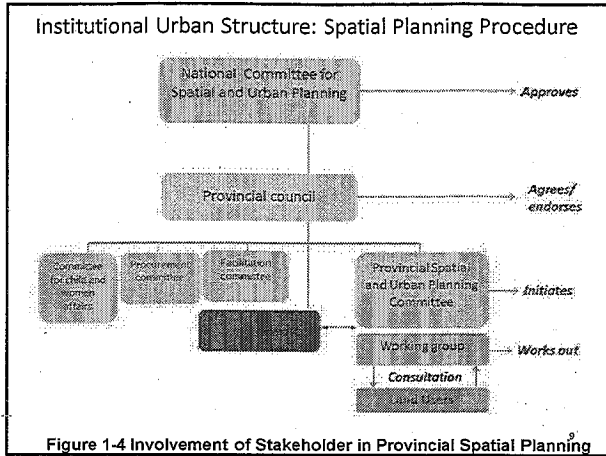 Institutional Urban Structure: Spatial Planning Procedure
National Committee for
Spatial and Urban Planning
Approves
Provincial council
Agrees/
endorses
Committee
for child and
women
affairs
Procurement
committee
Facilitation
committee
Provincial Spatial
and Urban Planning
Committee
Initiates
Working group
Works out
Consultation
Land Users
9
Figure 1-4 Involvement of Stakeholder in Provincial Spatial Planning